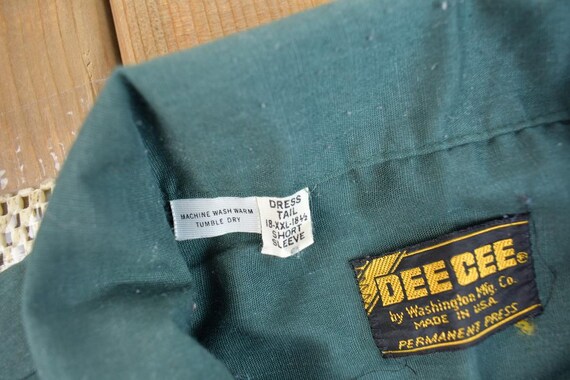 MACHINE WASH WARM
TUMBLE DRY
DRESS
TAIL
18-XXL-18½
SHORT
SLEEVE
DEE CEE®
by Washington Mfg. Co.
MADE IN U.S.A.
PERMANENT PRESS